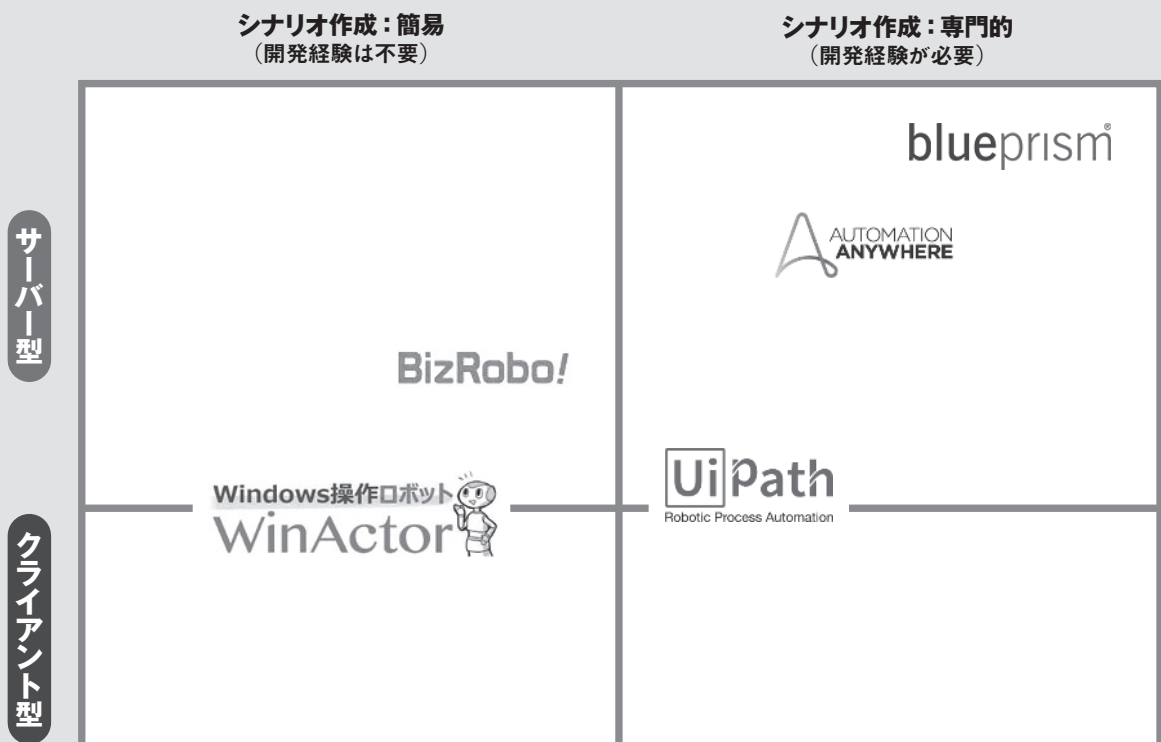 シナリオ作成：簡易
（開発経験は不要）
シナリオ作成：専門的
（開発経験が必要）
サーバー型
blueprism®
AUTOMATION
ANYWHERE
BizRobo!
UiPath
Robotic Process Automation
Windows操作ロボット
WinActor
クライアント型